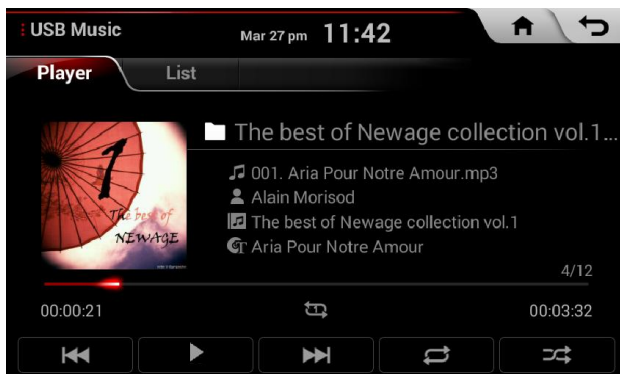 USB Music
Mar 27 pm 11:42
Player List
The best of Newage collection vol.1...
1
The best of
NEWAGE
001. Aria Pour Notre Amour.mp3
Alain Morisod
The best of Newage collection vol.1
Aria Pour Notre Amour
4/12
00:00:21 1 00:03:32